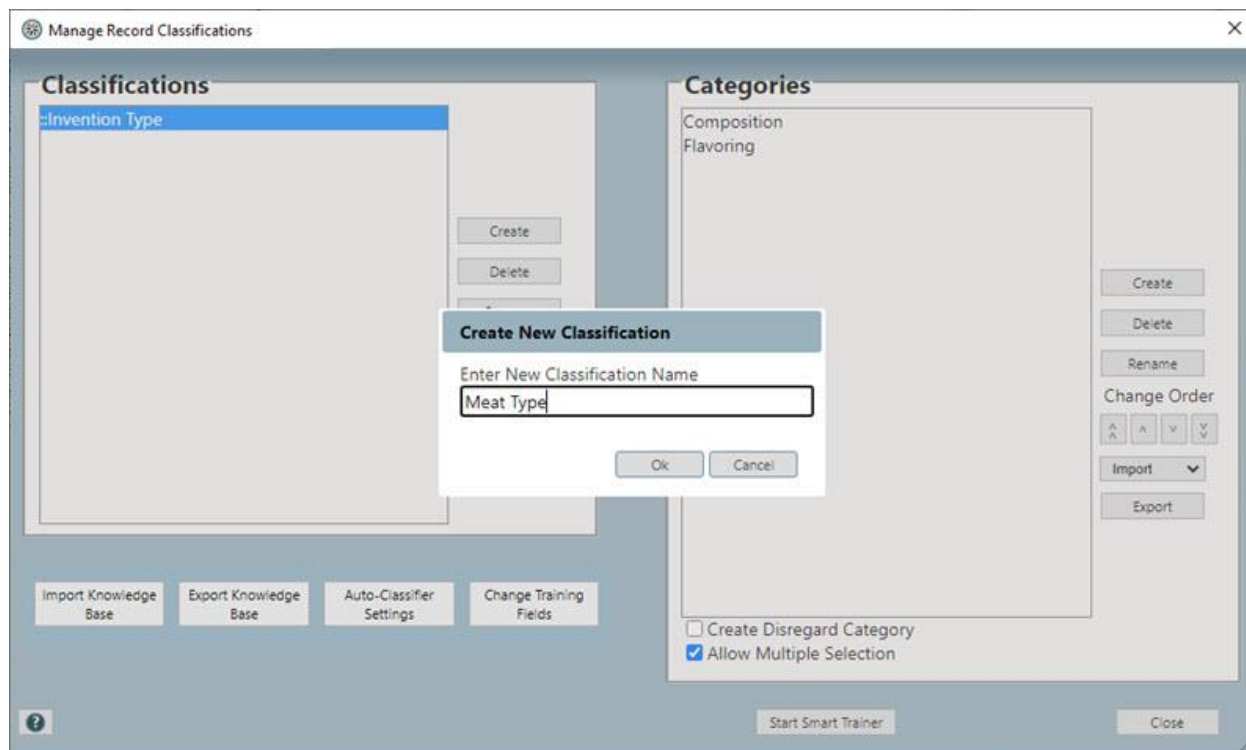 Manage Record Classifications
Classifications
::Invention Type
Create
Delete
Categories
Composition
Flavoring
Create
Delete
Rename
Change Order
Import
Export
Create New Classification
Enter New Classification Name
Meat Type
Ok
Cancel
Import Knowledge
Base
Export Knowledge
Base
Auto-Classifier
Settings
Change Training
Fields
Create Disregard Category
Allow Multiple Selection
?
Start Smart Trainer
Close